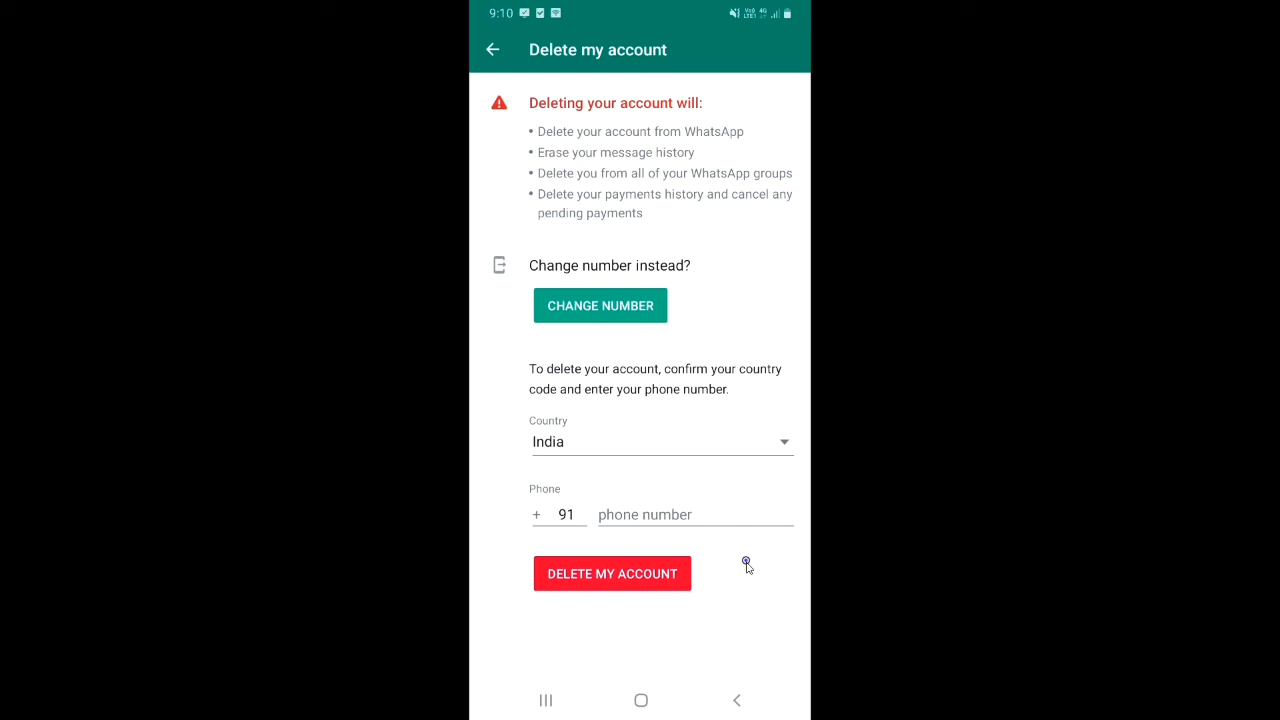 9:10
Delete my account
Deleting your account will:
• Delete your account from WhatsApp
• Erase your message history
• Delete you from all of your WhatsApp groups
• Delete your payments history and cancel any
pending payments
Change number instead?
CHANGE NUMBER
To delete your account, confirm your country
code and enter your phone number.
Country
India
Phone
+ 91 phone number
DELETE MY ACCOUNT